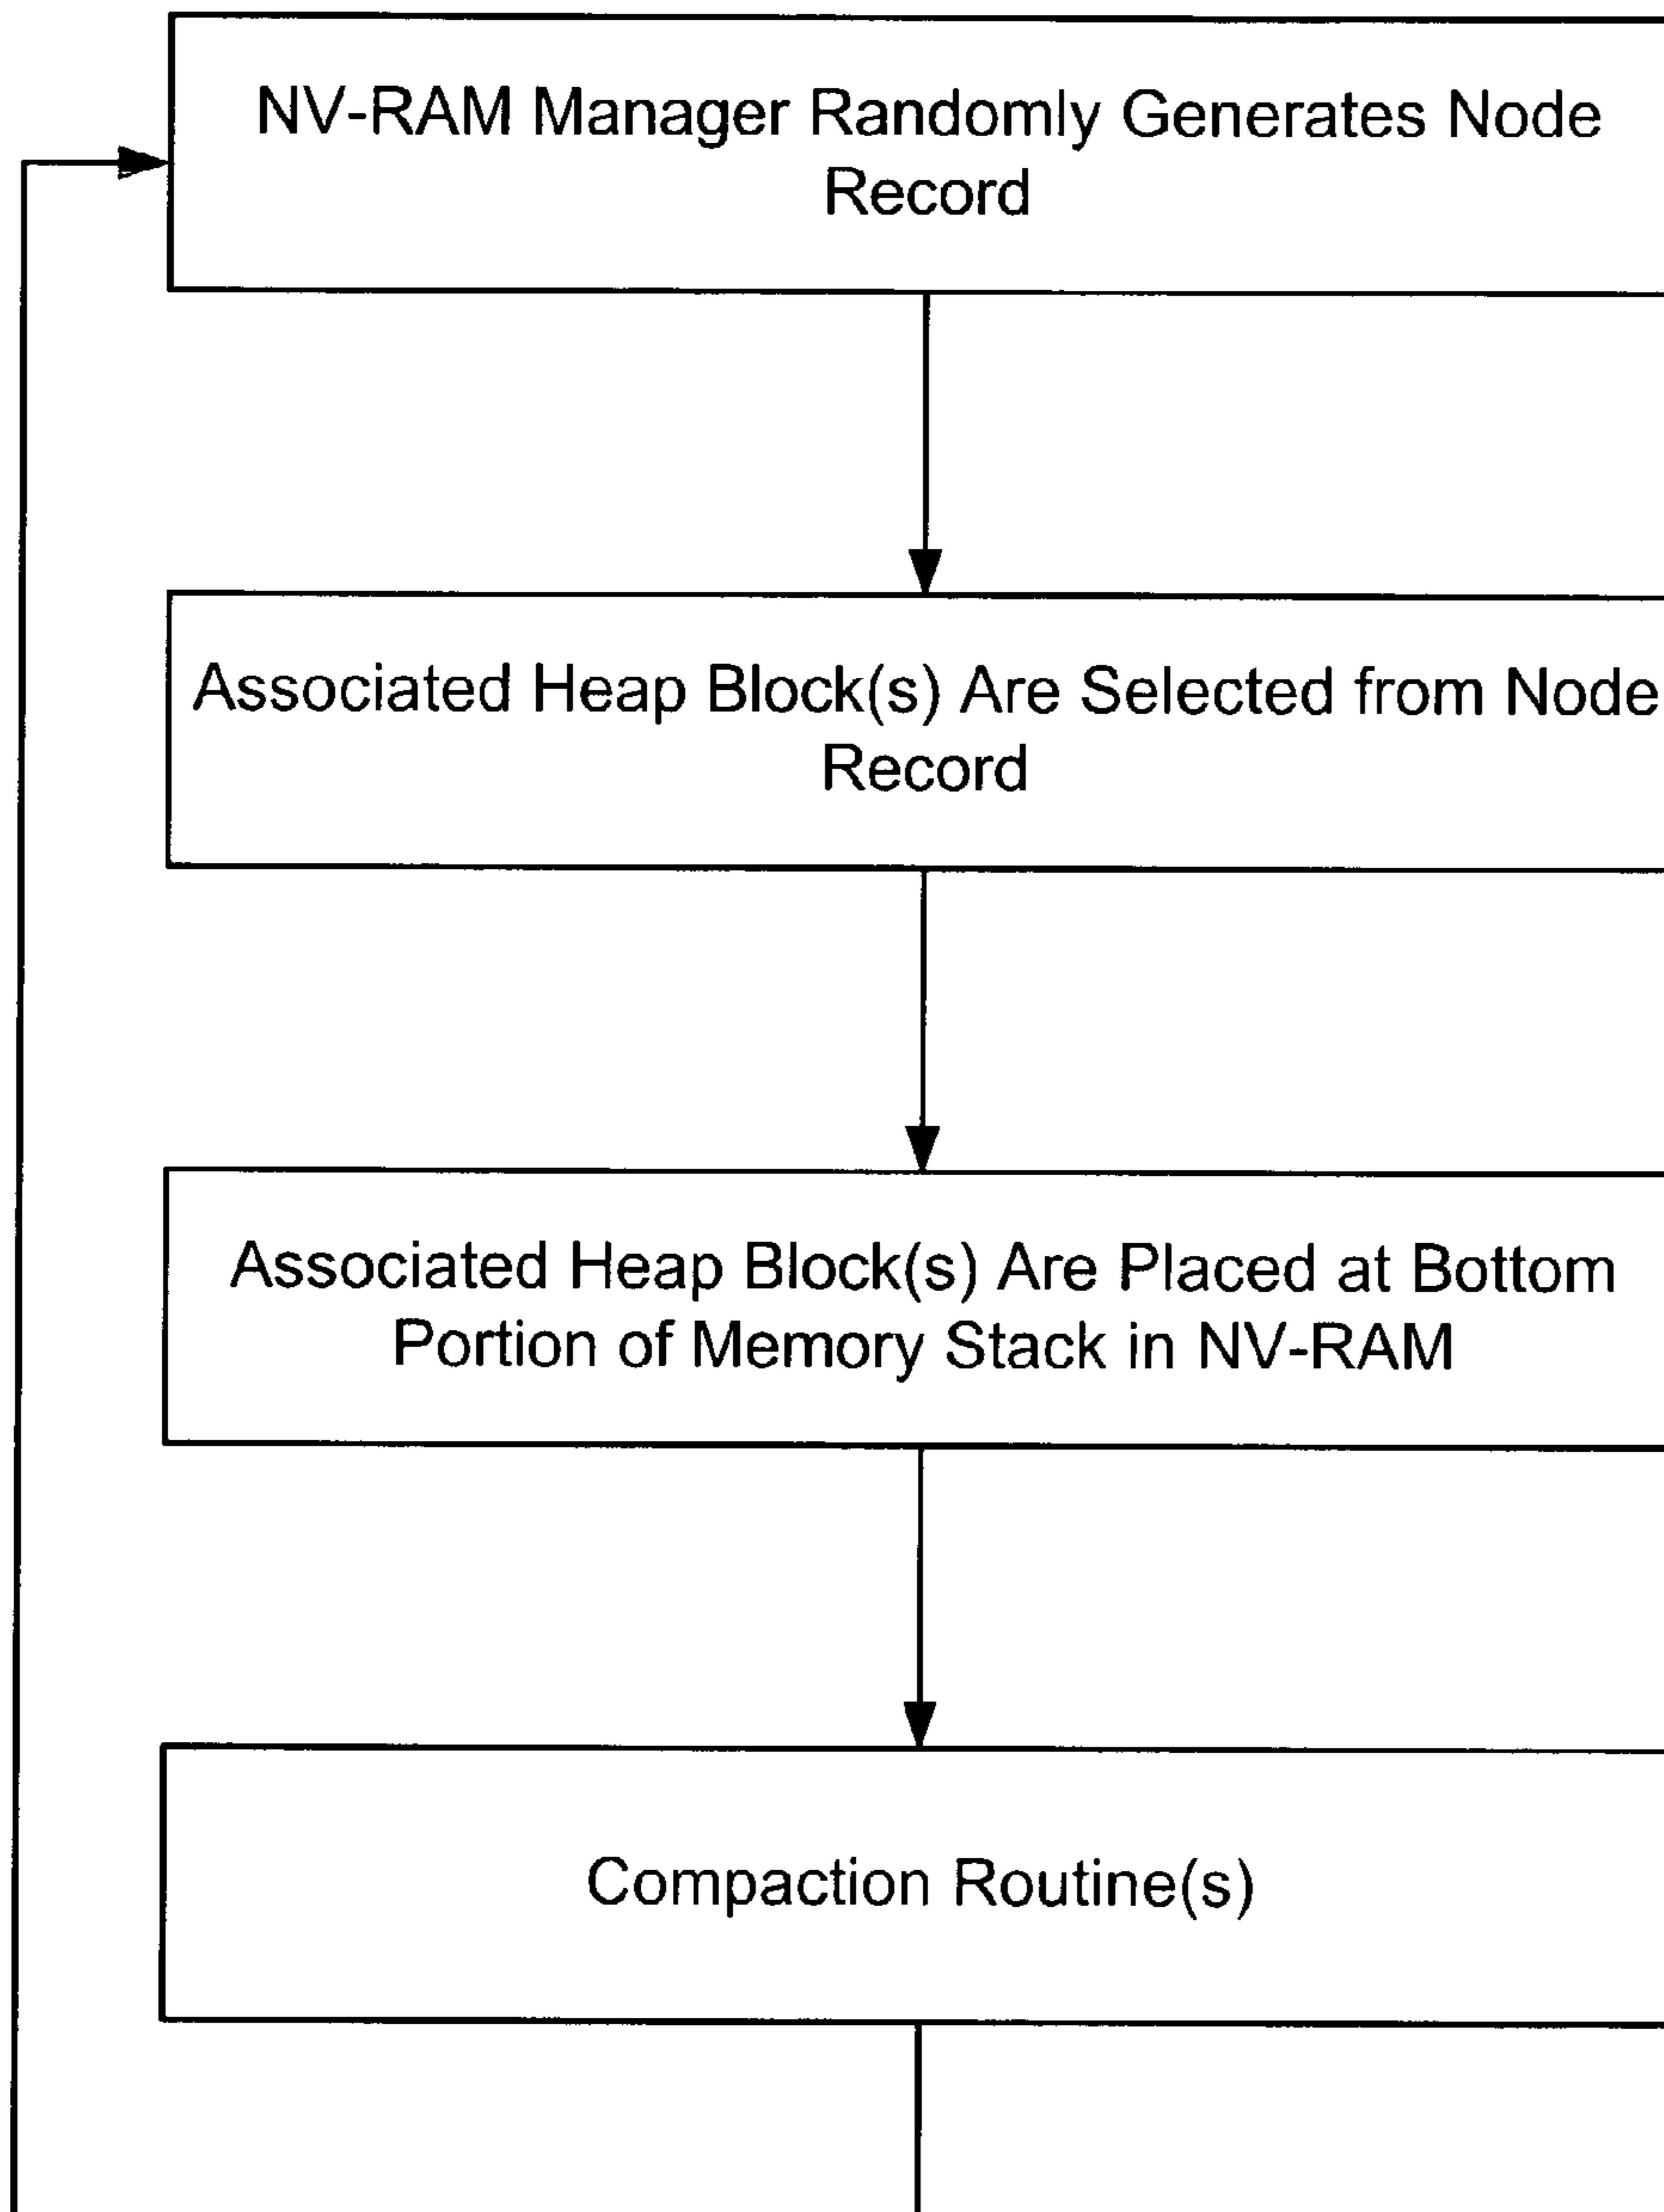 NV-RAM Manager Randomly Generates Node
Record
Associated Heap Block(s) Are Selected from Node
Record
Associated Heap Block(s) Are Placed at Bottom
Portion of Memory Stack in NV-RAM
Compaction Routine(s)